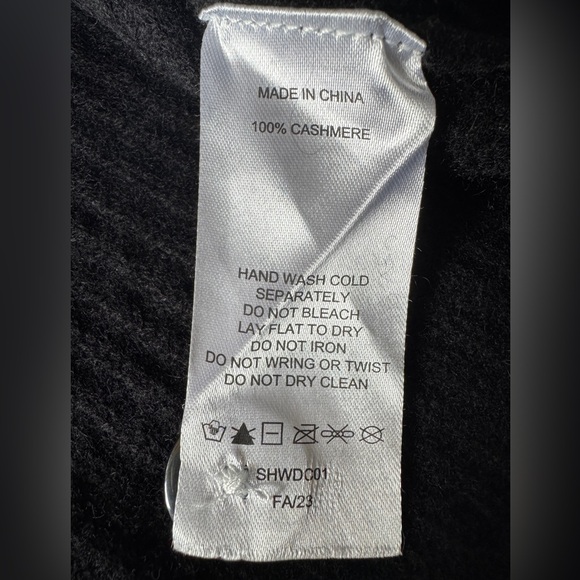 MADE IN CHINA
100% CASHMERE
HAND WASH COLD
SEPARATELY
DO NOT BLEACH
LAY FLAT TO DRY
DO NOT IRON
DO NOT WRING OR TWIST
DO NOT DRY CLEAN
SHWDC01
FA/23